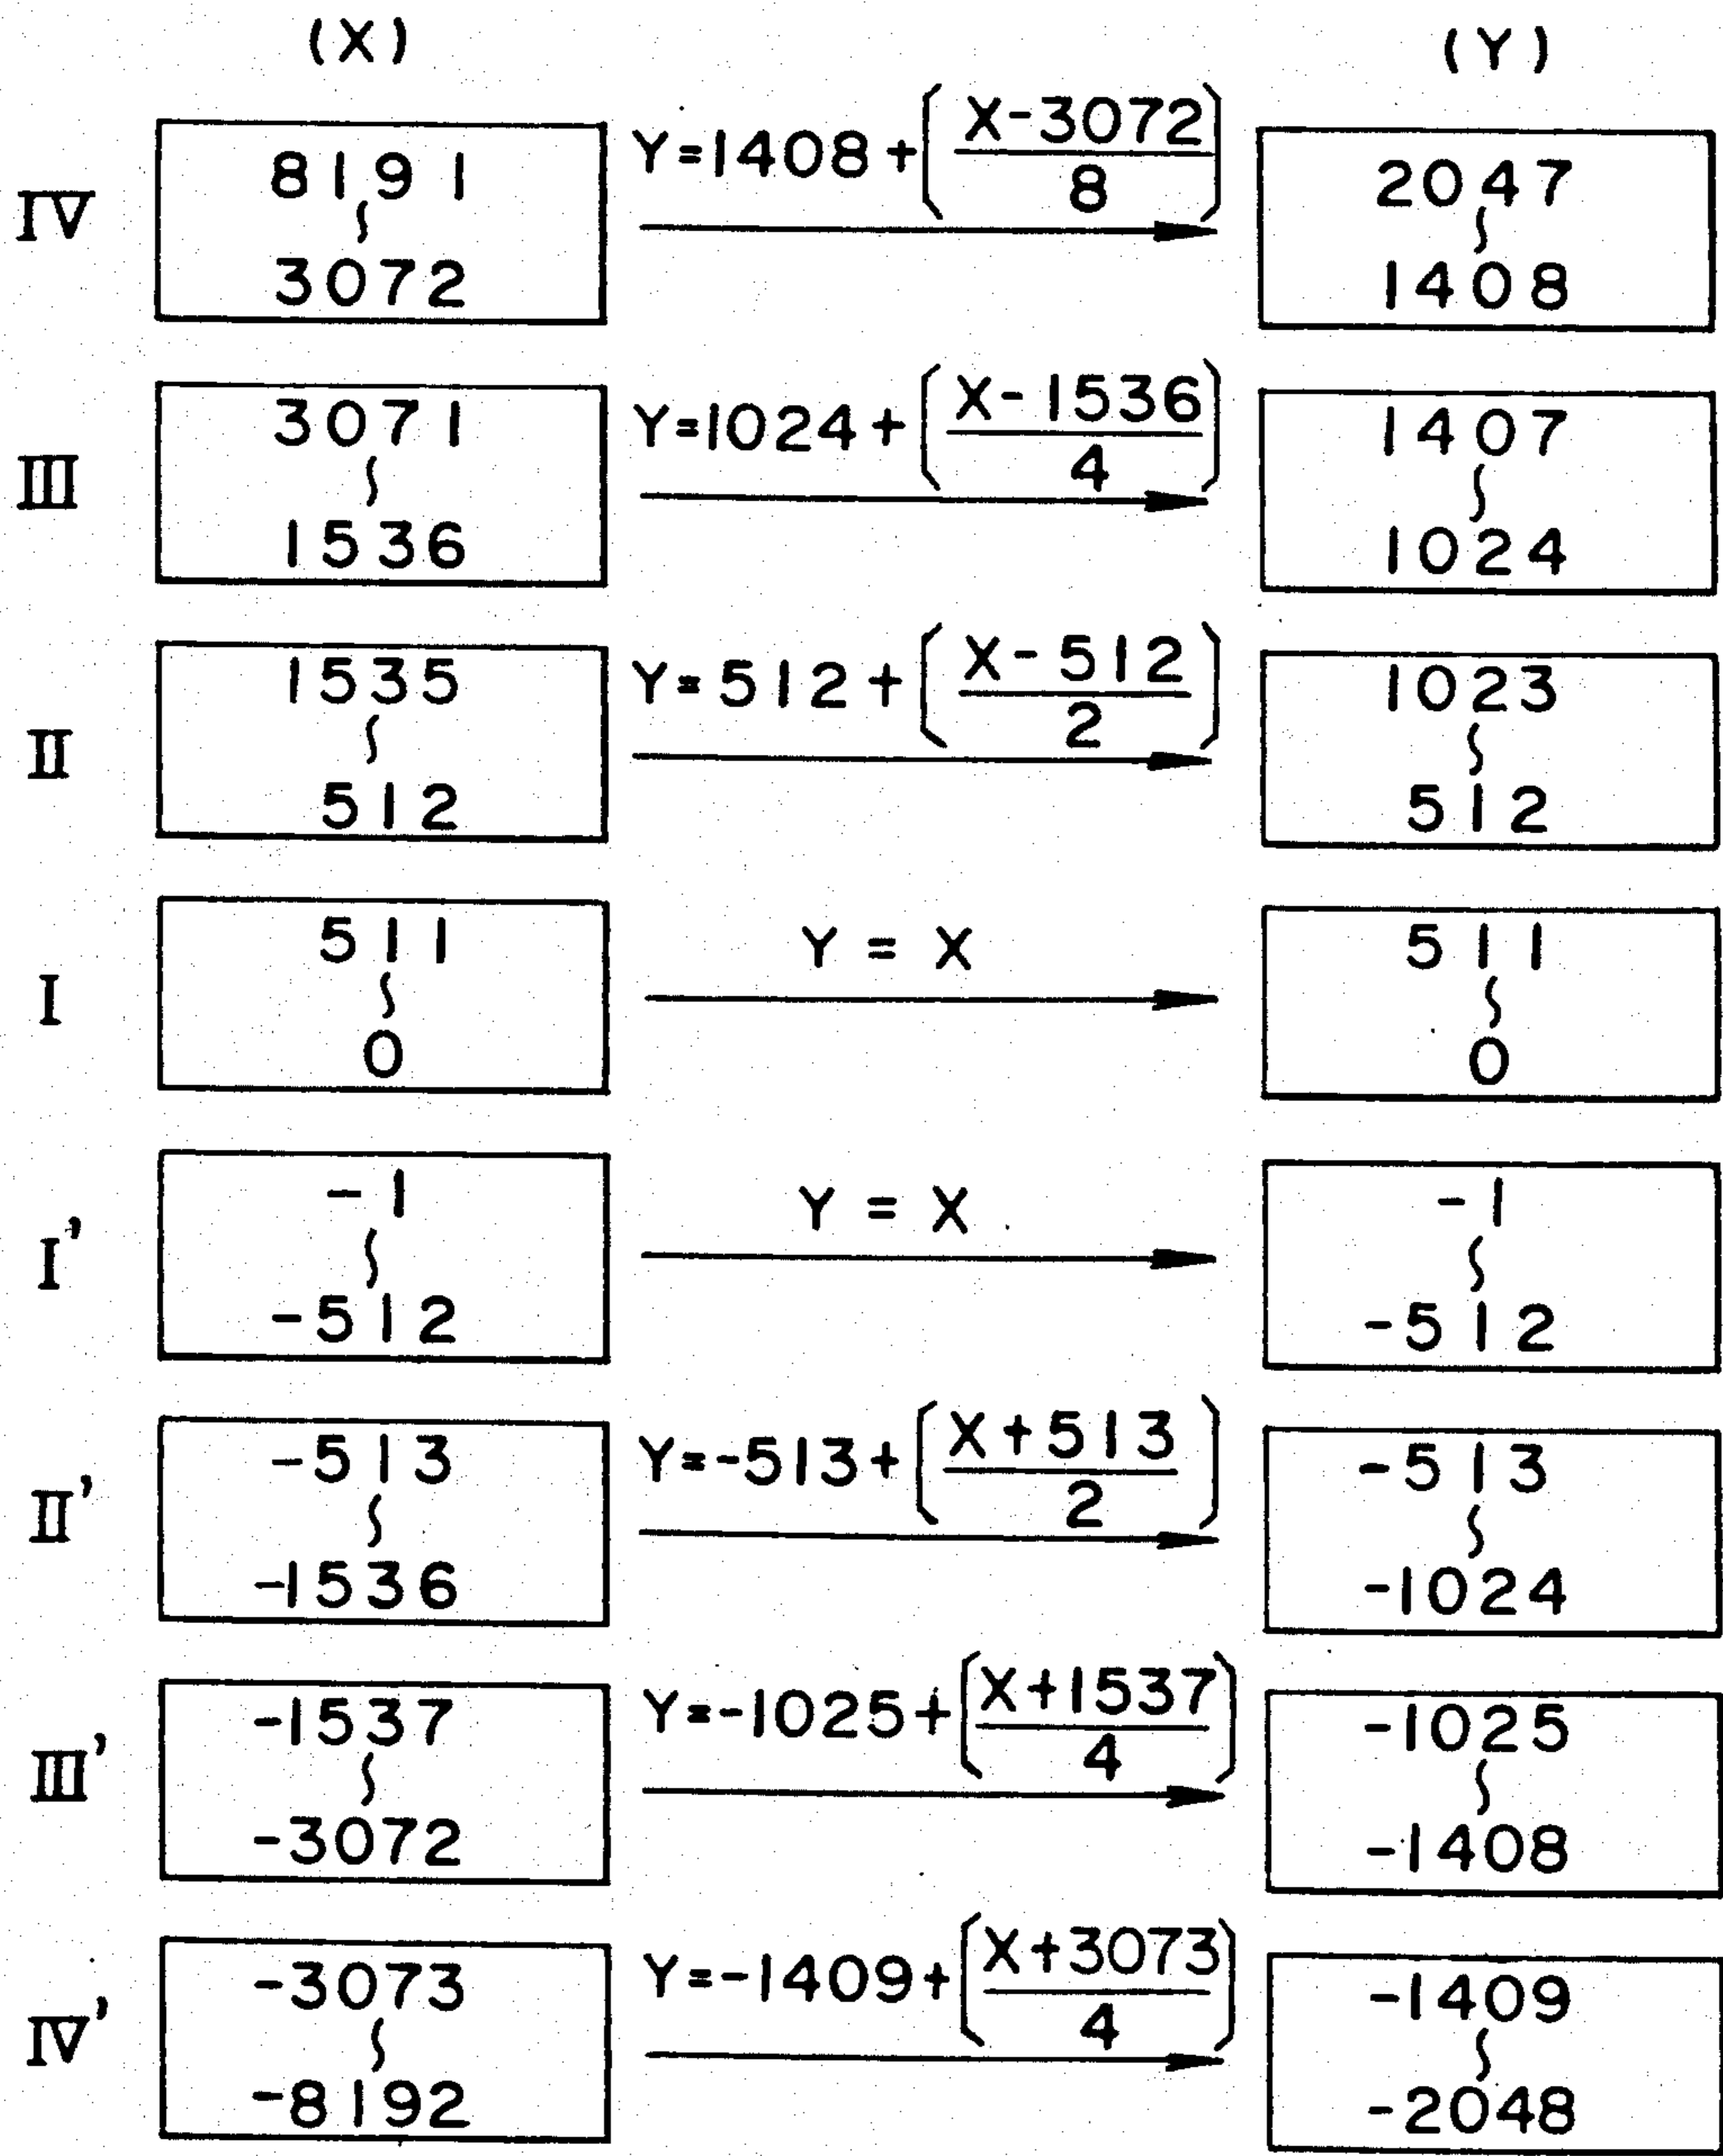 (X) (Y)
IV 8191 ~ 3072 Y=1408+(X-3072/8) 2047 ~ 1408
III 3071 ~ 1536 Y=1024+(X-1536/4) 1407 ~ 1024
II 1535 ~ 512 Y=512+(X-512/2) 1023 ~ 512
I 511 ~ 0 Y = X 511 ~ 0
I' -1 ~ -512 Y = X -1 ~ -512
II' -513 ~ -1536 Y=-513+(X+513/2) -513 ~ -1024
III' -1537 ~ -3072 Y=-1025+(X+1537/4) -1025 ~ -1408
IV' -3073 ~ -8192 Y=-1409+(X+3073/4) -1409 ~ -2048